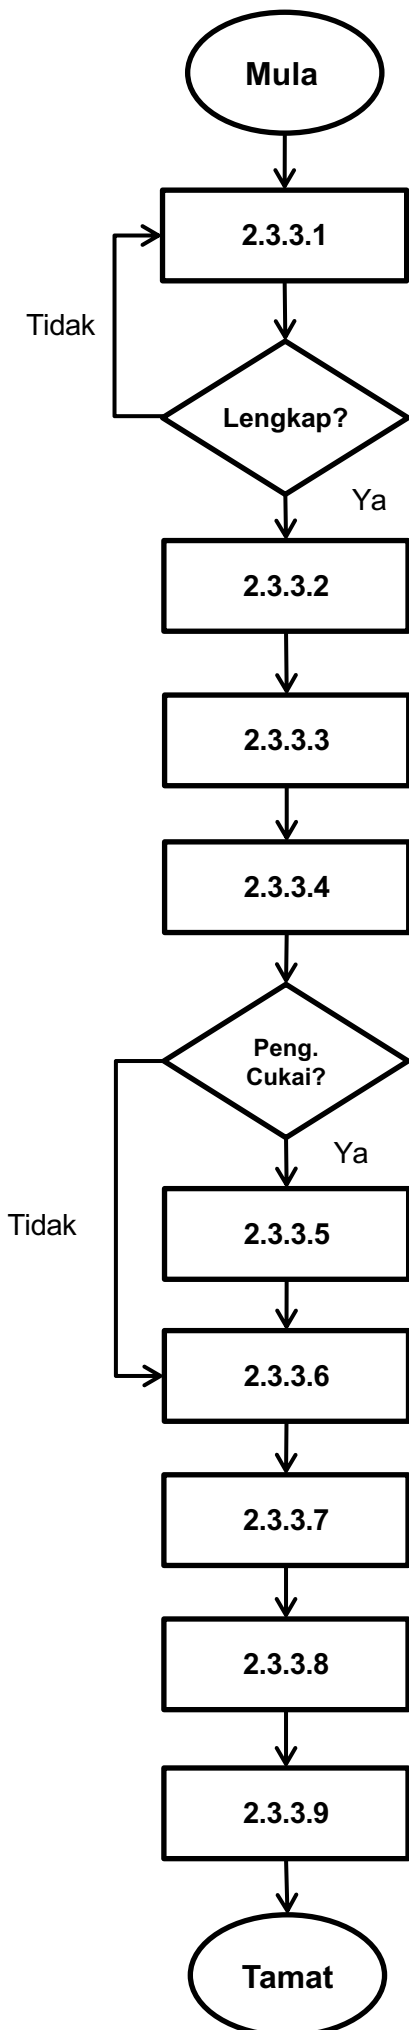 Mula
2.3.3.1
Tidak
Lengkap?
Ya
2.3.3.2
2.3.3.3
2.3.3.4
Peng.
Cukai?
Ya
Tidak
2.3.3.5
2.3.3.6
2.3.3.7
2.3.3.8
2.3.3.9
Tamat